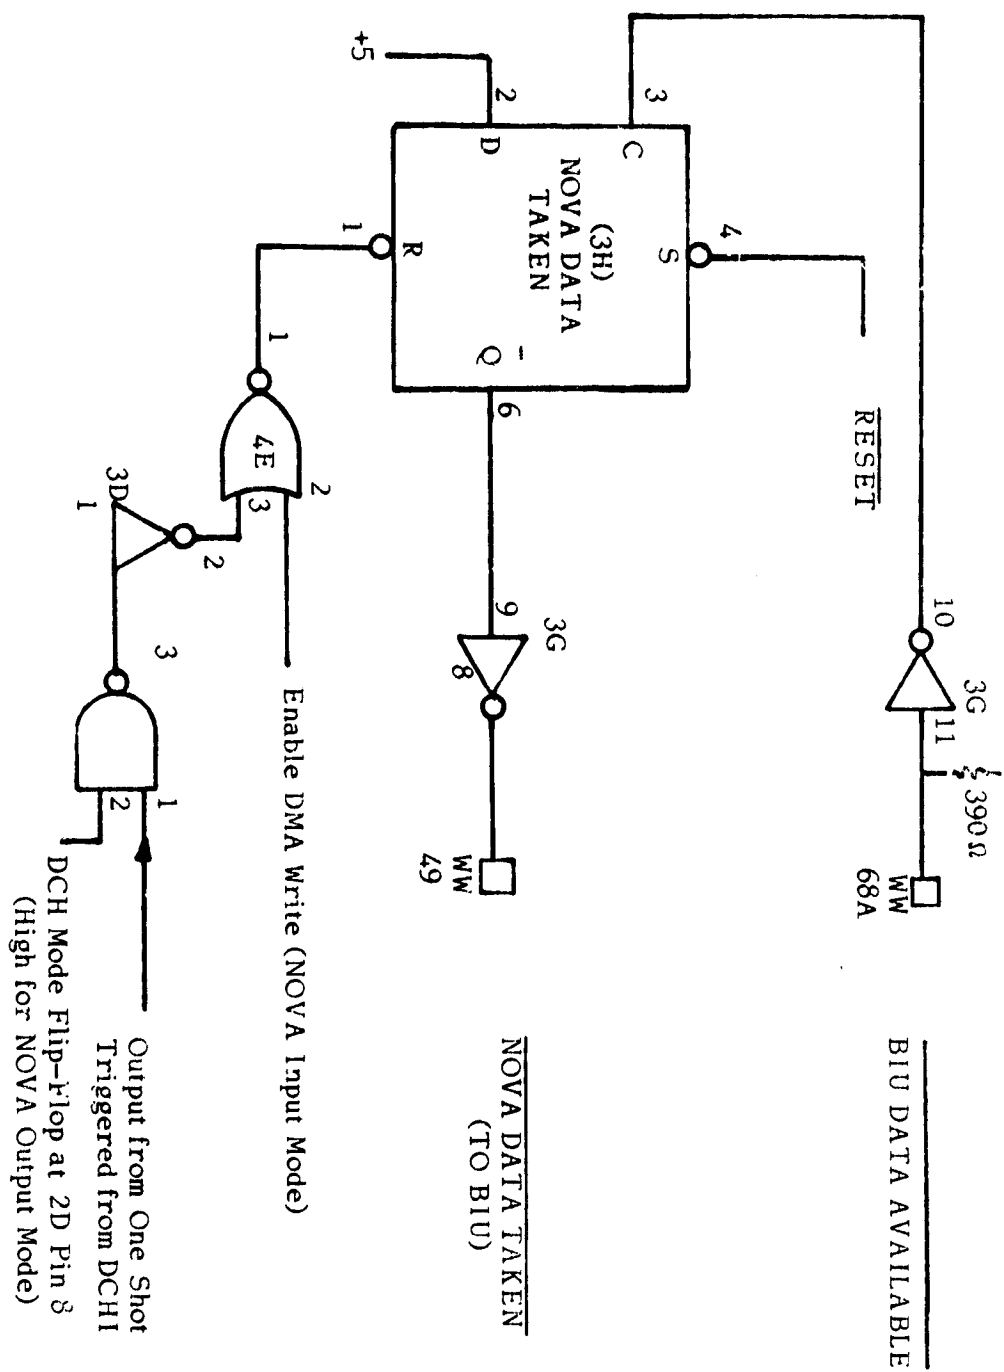 +5
2
3
D
C
(3H)
NOVA DATA
TAKEN
4
S
1
R
Q
6
RESET
1
4E
2
3
3D
1
2
3
1
2
9
3G
8
WW
49
10
3G
11
390Ω
WW
68A
Enable DMA Write (NOVA Input Mode)
BIU DATA AVAILABLE
NOVA DATA TAKEN
(TO BIU)
Output from One Shot
Triggered from DCHI
DCH Mode Flip-Flop at 2D Pin 8
(High for NOVA Output Mode)